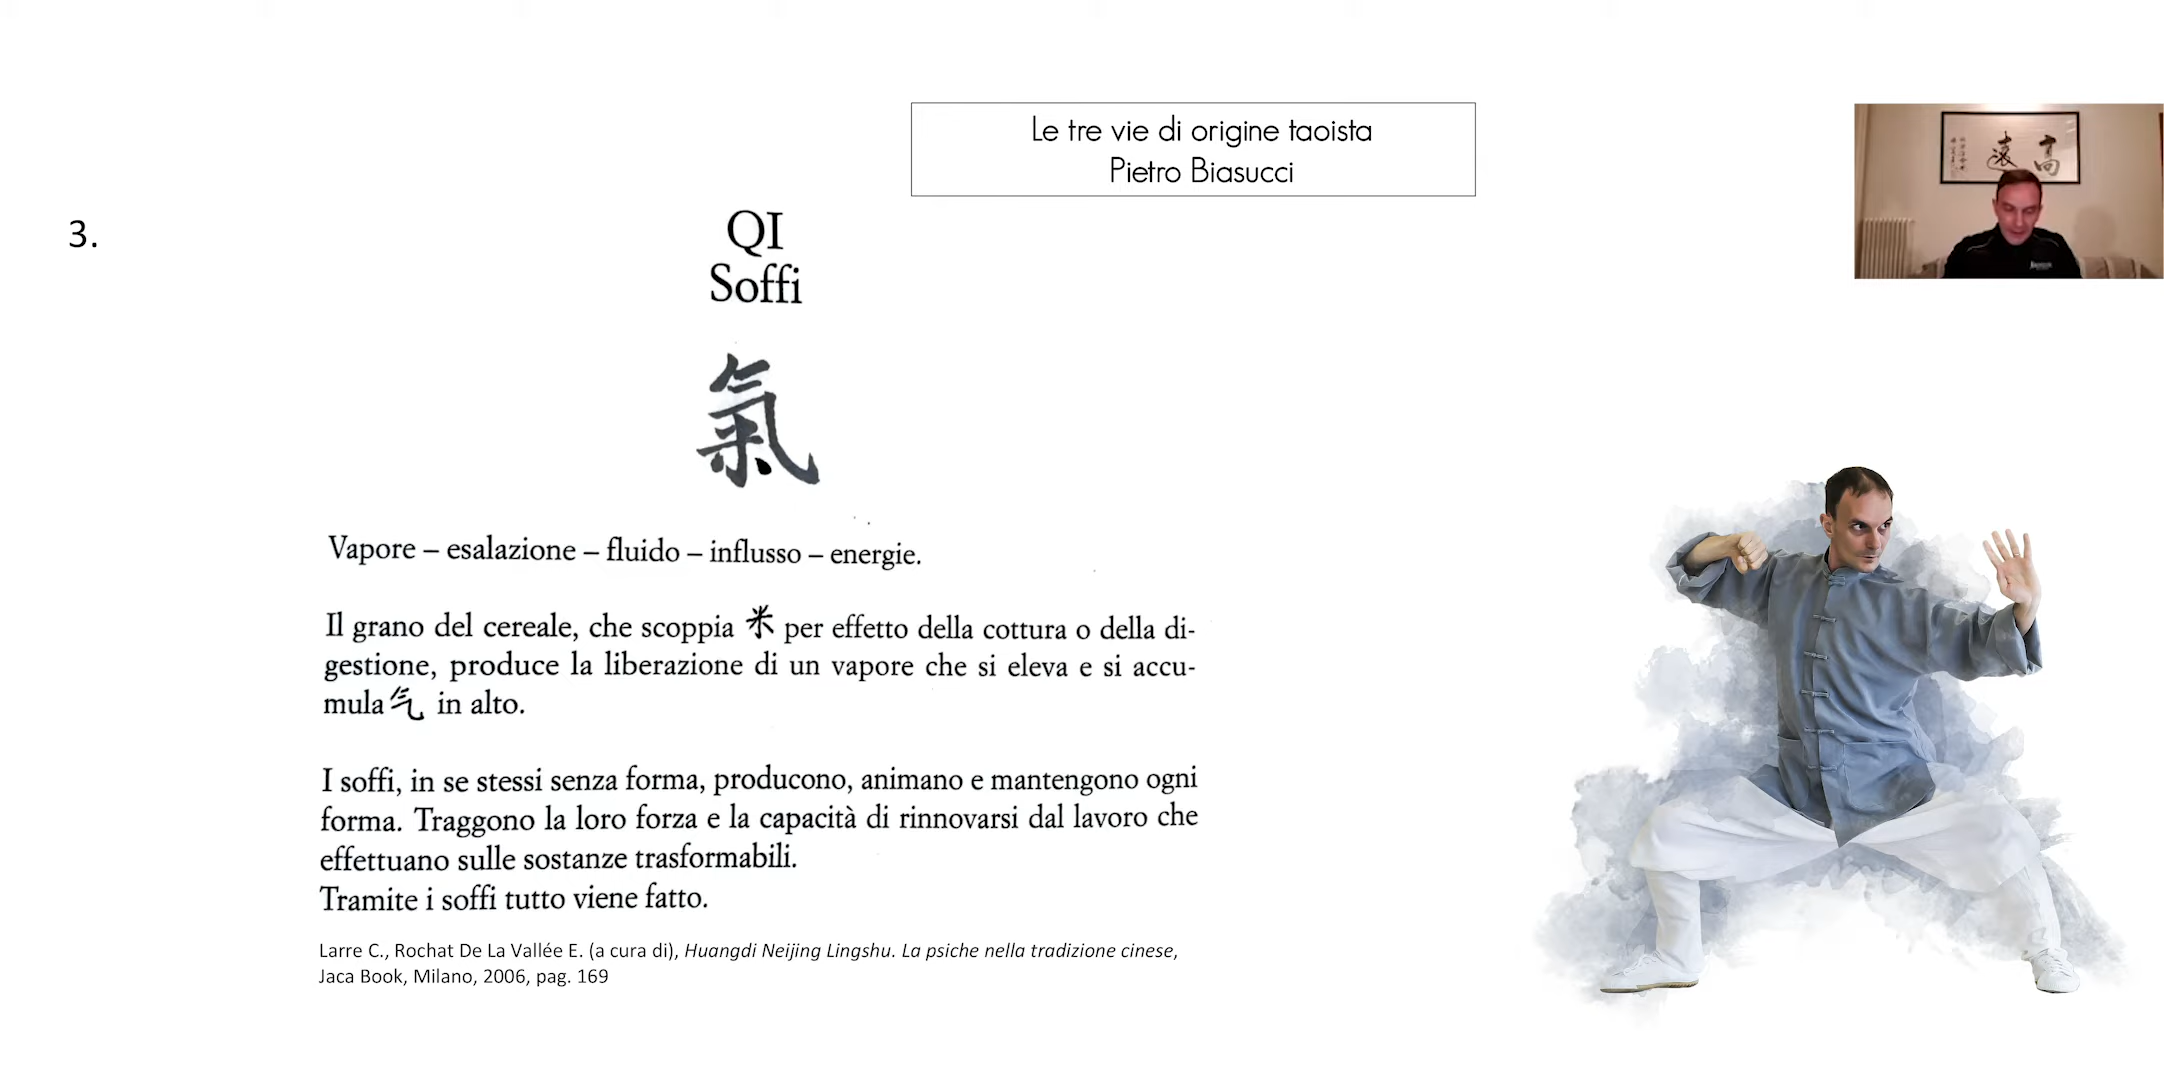 Le tre vie di origine taoista
Pietro Biasucci
3.
QI
Soffi
氣
Vapore – esalazione – fluido – influsso – energie.
Il grano del cereale, che scoppia 米 per effetto della cottura o della di-
gestione, produce la liberazione di un vapore che si eleva e si accu-
mula 气 in alto.
I soffi, in se stessi senza forma, producono, animano e mantengono ogni
forma. Traggono la loro forza e la capacità di rinnovarsi dal lavoro che
effettuano sulle sostanze trasformabili.
Tramite i soffi tutto viene fatto.
Larre C., Rochat De La Vallée E. (a cura di), Huangdi Neijing Lingshu. La psiche nella tradizione cinese,
Jaca Book, Milano, 2006, pag. 169
高遠